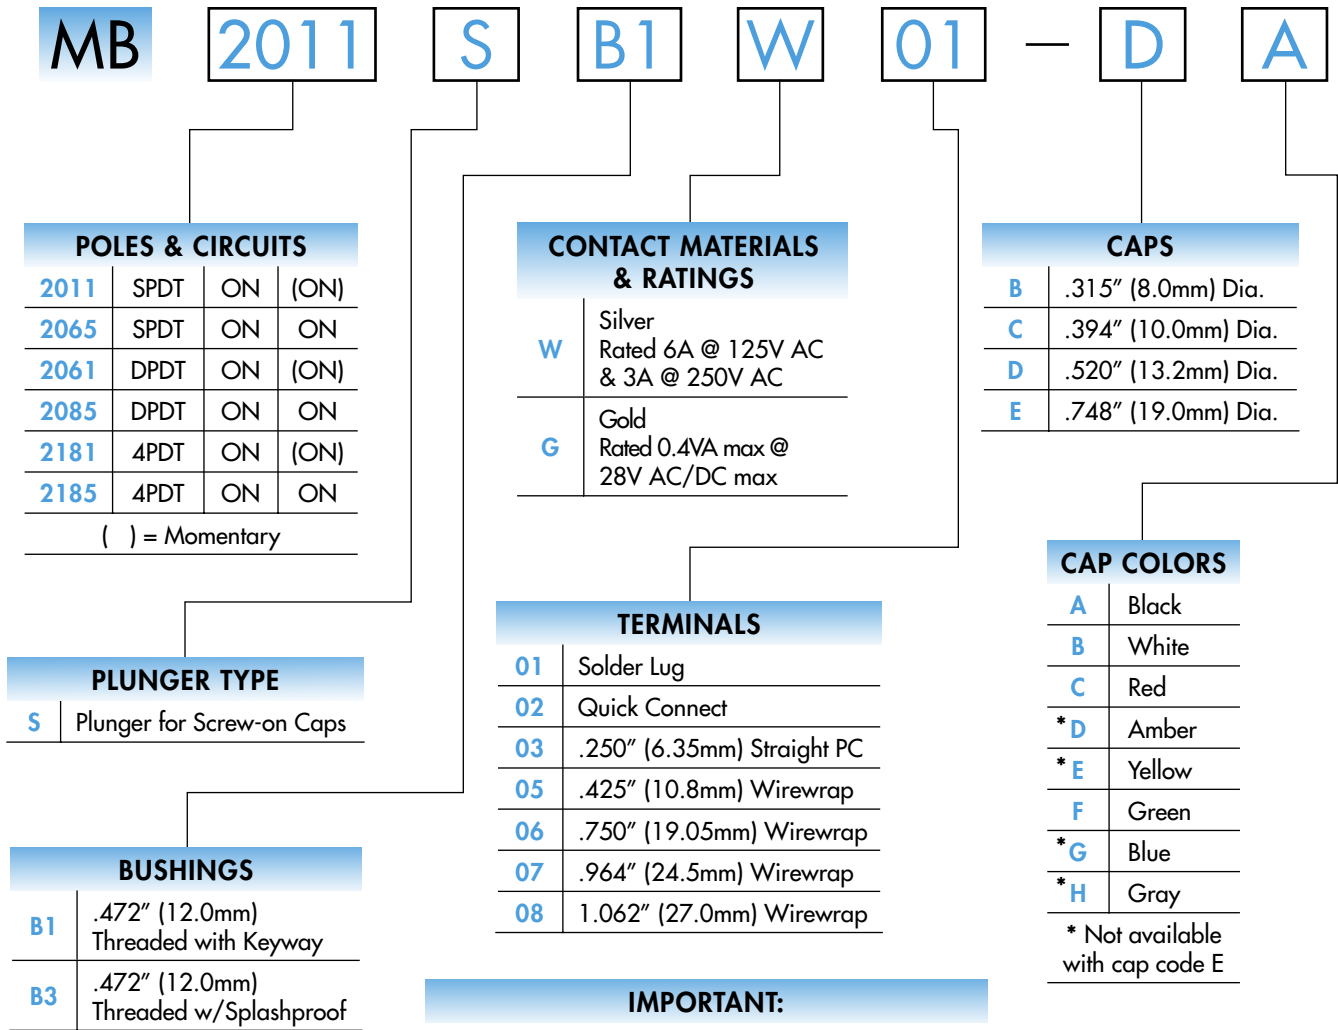 MB 2011 S B1 W 01 – D A
POLES & CIRCUITS
2011 SPDT ON (ON)
2065 SPDT ON ON
2061 DPDT ON (ON)
2085 DPDT ON ON
2181 4PDT ON (ON)
2185 4PDT ON ON
( ) = Momentary
PLUNGER TYPE
S Plunger for Screw-on Caps
BUSHINGS
B1 .472" (12.0mm)
Threaded with Keyway
B3 .472" (12.0mm)
Threaded w/Splashproof
CONTACT MATERIALS
& RATINGS
W Silver
Rated 6A @ 125V AC
& 3A @ 250V AC
G Gold
Rated 0.4VA max @
28V AC/DC max
TERMINALS
01 Solder Lug
02 Quick Connect
03 .250" (6.35mm) Straight PC
05 .425" (10.8mm) Wirewrap
06 .750" (19.05mm) Wirewrap
07 .964" (24.5mm) Wirewrap
08 1.062" (27.0mm) Wirewrap
IMPORTANT:
CAPS
B .315" (8.0mm) Dia.
C .394" (10.0mm) Dia.
D .520" (13.2mm) Dia.
E .748" (19.0mm) Dia.
CAP COLORS
A Black
B White
C Red
* D Amber
* E Yellow
F Green
* G Blue
* H Gray
* Not available
with cap code E